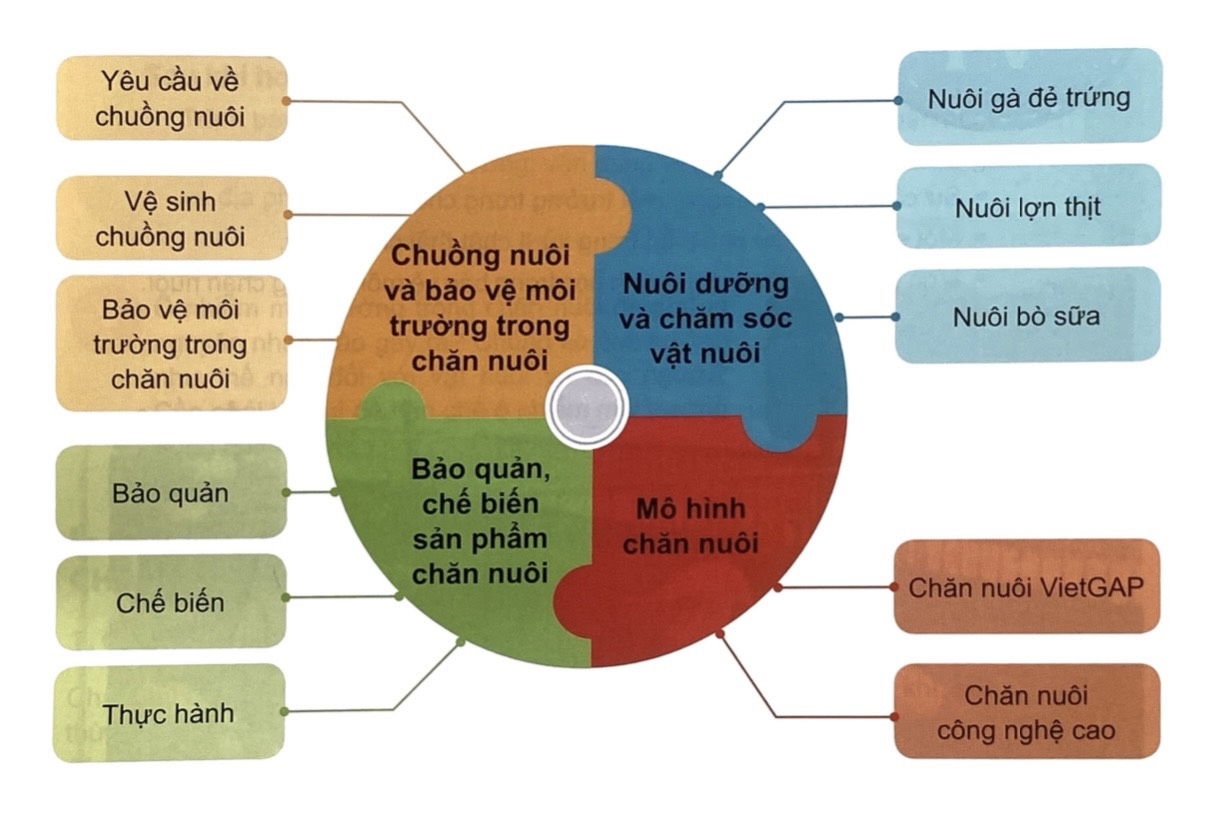 Yêu cầu về
chuồng nuôi
Vệ sinh
chuồng nuôi
Bảo vệ môi
trường trong
chăn nuôi
Chuồng nuôi
và bảo vệ môi
trường trong
chăn nuôi
Nuôi dưỡng
và chăm sóc
vật nuôi
Nuôi gà đẻ trứng
Nuôi lợn thịt
Nuôi bò sữa
Bảo quản
Chế biến
Thực hành
Bảo quản,
chế biến
sản phẩm
chăn nuôi
Mô hình
chăn nuôi
Chăn nuôi VietGAP
Chăn nuôi
công nghệ cao